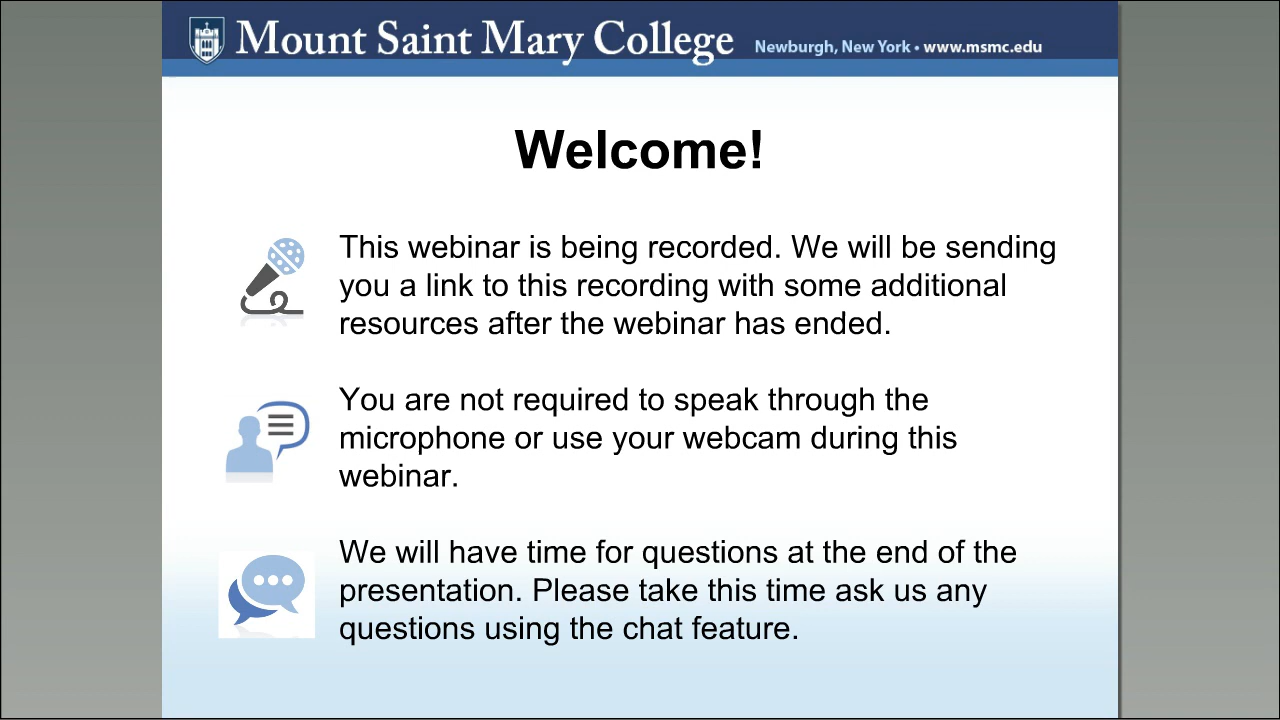 Mount Saint Mary College Newburgh, New York • www.msmc.edu
Welcome!
This webinar is being recorded. We will be sending
you a link to this recording with some additional
resources after the webinar has ended.
You are not required to speak through the
microphone or use your webcam during this
webinar.
We will have time for questions at the end of the
presentation. Please take this time ask us any
questions using the chat feature.